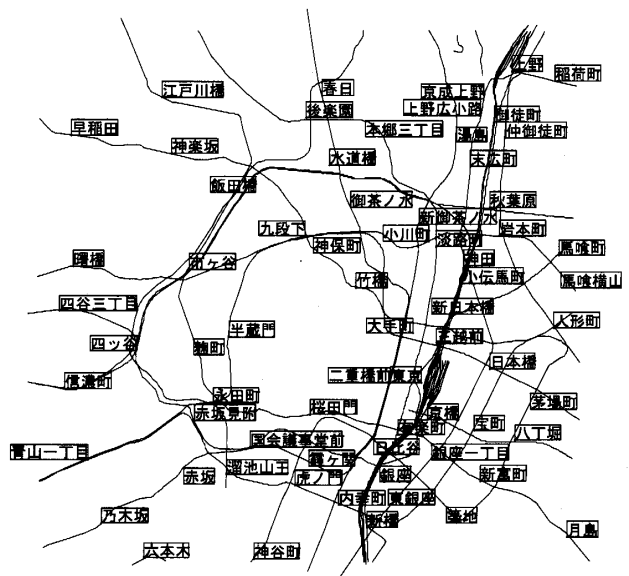 上野
稲荷町
江戸川橋
春日
京成上野
後楽園
上野広小路
御徒町
早稲田
本郷三丁目
湯島
仲御徒町
神楽坂
水道橋
末広町
飯田橋
御茶ノ水
秋葉原
新御茶ノ水
九段下
小川町
淡路町
岩本町
神保町
馬喰町
曙橋
市ヶ谷
神田
竹橋
小伝馬町
馬喰横山
四谷三丁目
新日本橋
半蔵門
大手町
人形町
四ッ谷
麹町
三越前
日本橋
信濃町
二重橋前東京
永田町
茅場町
赤坂見附
桜田門
京橋
宝町
有楽町
八丁堀
国会議事堂前
日比谷
青山一丁目
霞ヶ関
銀座一丁目
赤坂
溜池山王
虎ノ門
銀座
新富町
内幸町
東銀座
乃木坂
新橋
築地
月島
六本木
神谷町